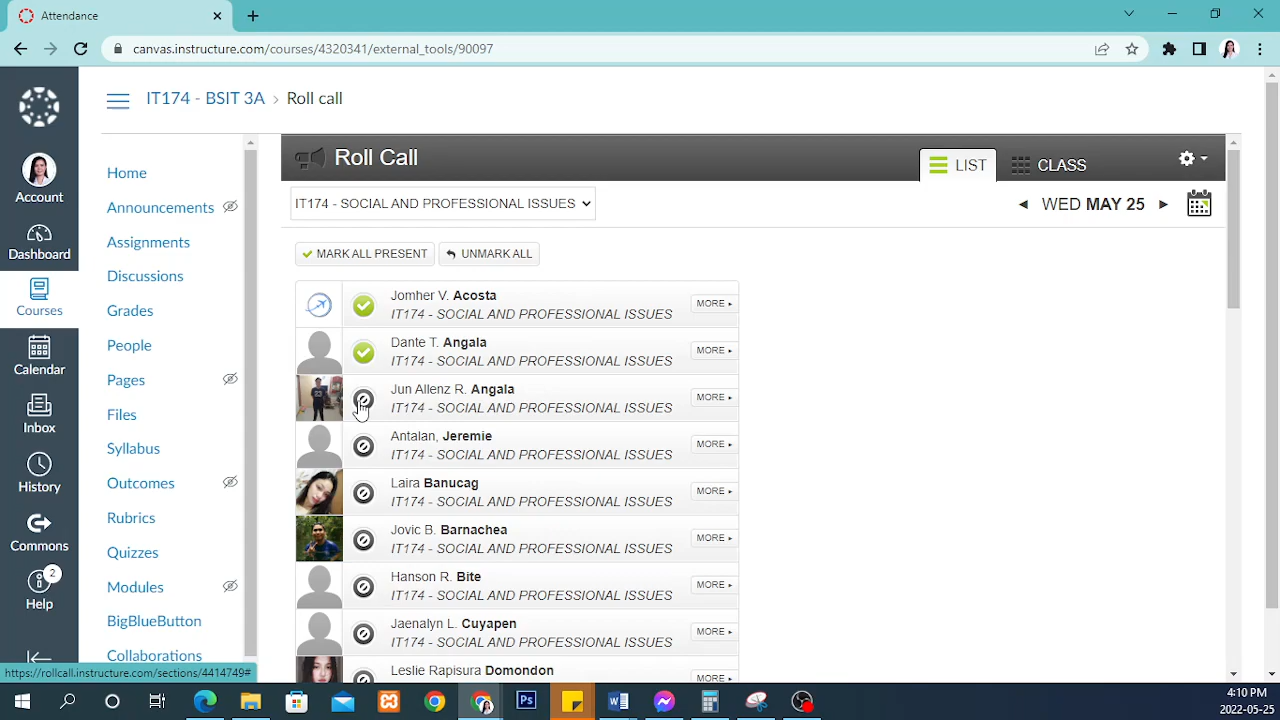 Attendance
canvas.instructure.com/courses/4320341/external_tools/90097
Account
Dashboard
Courses
Calendar
Inbox
History
Commons
2
Help
IT174 - BSIT 3A › Roll call
Home
Announcements
Assignments
Discussions
Grades
People
Pages
Files
Syllabus
Outcomes
Rubrics
Quizzes
Modules
BigBlueButton
Collaborations
Roll Call
LIST
CLASS
IT174 - SOCIAL AND PROFESSIONAL ISSUES
WED MAY 25
MARK ALL PRESENT
UNMARK ALL
Jomher V. Acosta
IT174 - SOCIAL AND PROFESSIONAL ISSUES
MORE
Dante T. Angala
IT174 - SOCIAL AND PROFESSIONAL ISSUES
MORE
Jun Allenz R. Angala
IT174 - SOCIAL AND PROFESSIONAL ISSUES
MORE
Antalan, Jeremie
IT174 - SOCIAL AND PROFESSIONAL ISSUES
MORE
Laira Banucag
IT174 - SOCIAL AND PROFESSIONAL ISSUES
MORE
Jovic B. Barnachea
IT174 - SOCIAL AND PROFESSIONAL ISSUES
MORE
Hanson R. Bite
IT174 - SOCIAL AND PROFESSIONAL ISSUES
MORE
Jaenalyn L. Cuyapen
IT174 - SOCIAL AND PROFESSIONAL ISSUES
MORE
Leslie Rapisura Domondon
MORE
https://rollcall.instructure.com/sections/4414749#
Ps
4:10 PM
2022-05-25